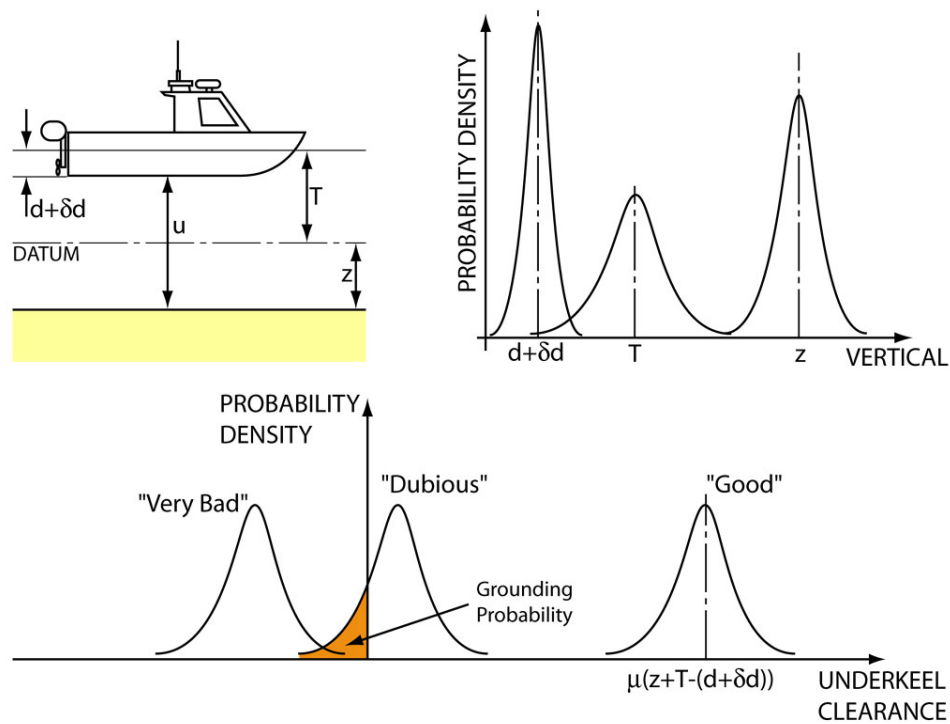 d+δd
u
T
DATUM
z
PROBABILITY DENSITY
d+δd
T
z
VERTICAL
PROBABILITY
DENSITY
"Very Bad"
"Dubious"
"Good"
Grounding
Probability
μ(z+T-(d+δd))
UNDERKEEL
CLEARANCE